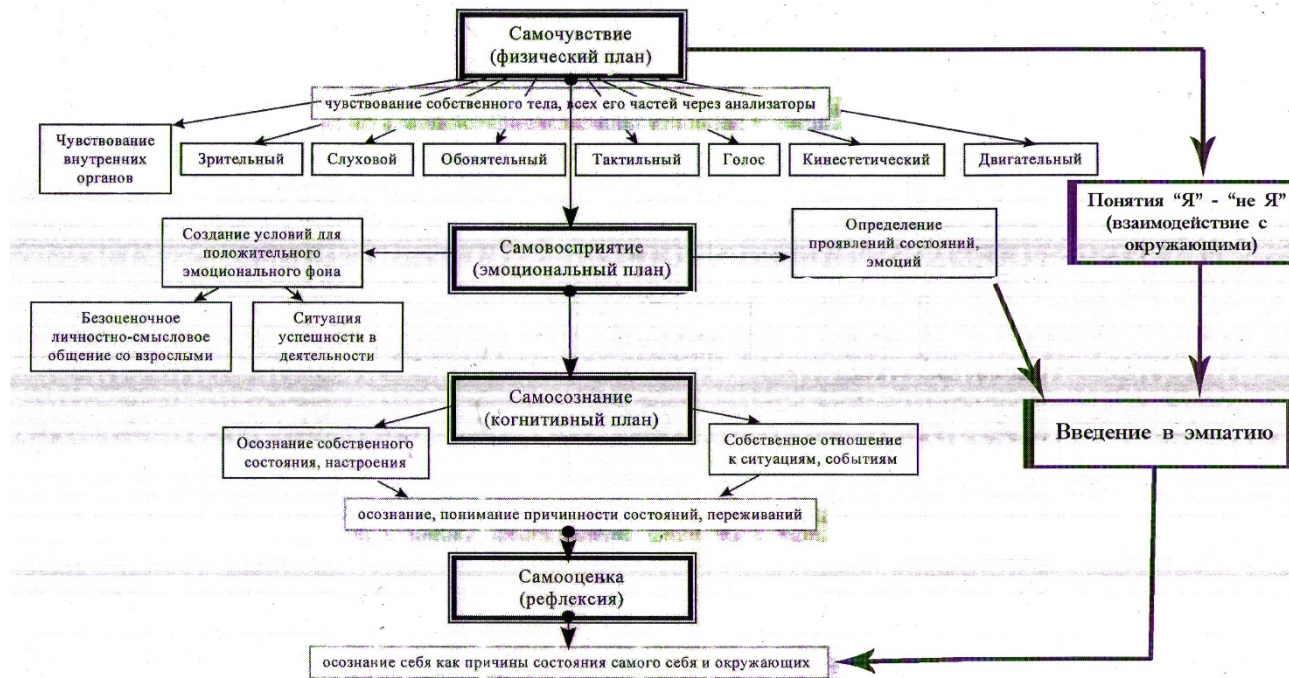 Самочувствие
(физический план)
чувствование собственного тела, всех его частей через анализаторы
Чувствование
внутренних
органов
Зрительный
Слуховой
Обонятельный
Тактильный
Голос
Кинестетический
Двигательный
Понятия “Я” - “не Я”
(взаимодействие с
окружающими)
Создание условий для
положительного
эмоционального фона
Самовосприятие
(эмоциональный план)
Определение
проявлений состояний,
эмоций
Безоценочное
личностно-смысловое
общение со взрослыми
Ситуация
успешности в
деятельности
Самосознание
(когнитивный план)
Введение в эмпатию
Осознание собственного
состояния, настроения
Собственное отношение
к ситуациям, событиям
осознание, понимание причинности состояний, переживаний
Самооценка
(рефлексия)
осознание себя как причины состояния самого себя и окружающих